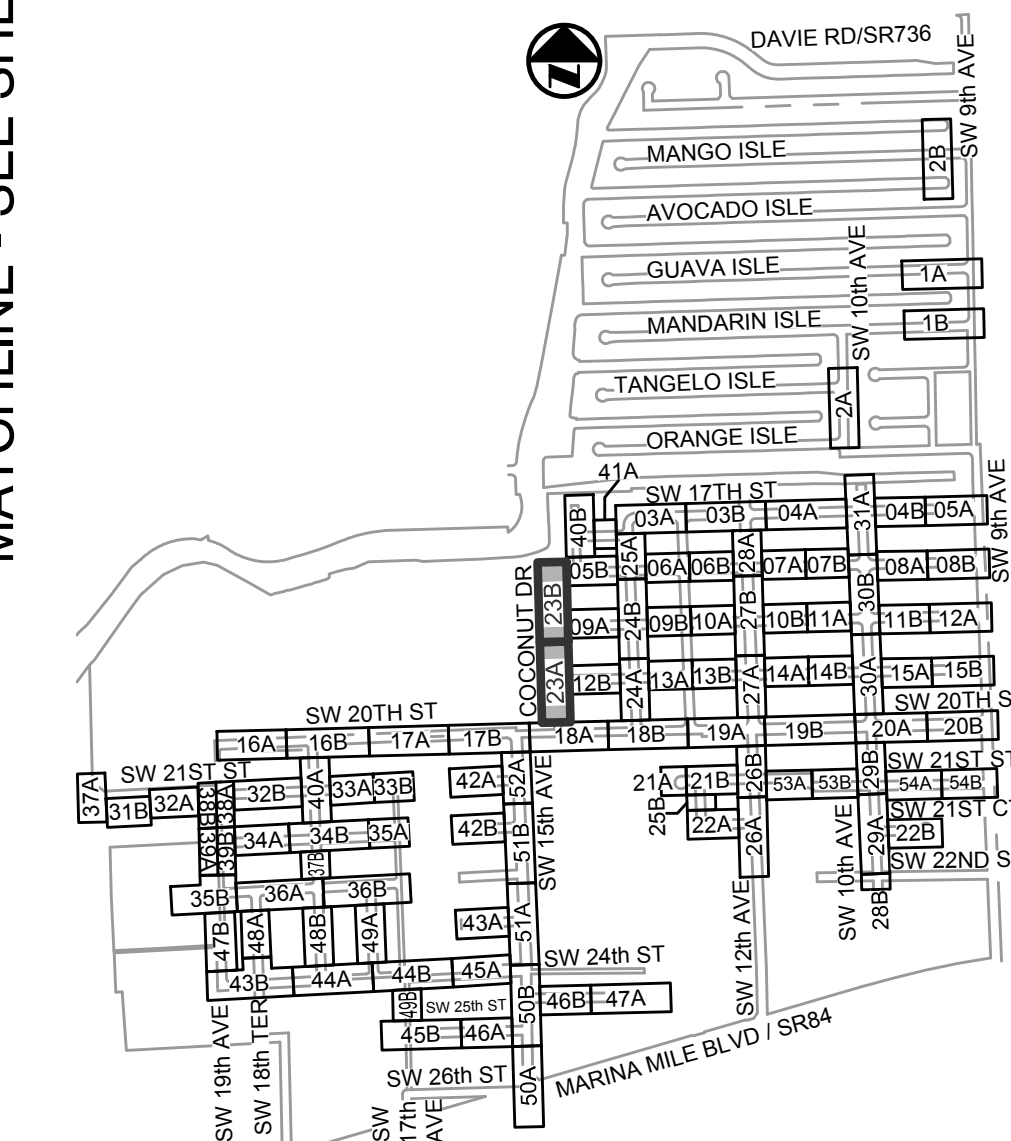 DAVIE RD/SR736
SW 9th AVE
MANGO ISLE
2B
AVOCADO ISLE
SW 10th AVE
GUAVA ISLE
1A
MANDARIN ISLE
1B
TANGELO ISLE
2A
ORANGE ISLE
41A
SW 17TH ST
SW 9th AVE
40B
03A 03B 04A 31A 04B 05A
25A 28A
COCONUT DR
05B 06A 06B 07A 07B 08A 08B
23B 24B 27B 30B
09A 09B 10A 10B 11A 11B 12A
23A 24A 27A 30A
12B 13A 13B 14A 14B 15A 15B
SW 20TH ST
SW 20TH S
16A 16B 17A 17B 18A 18B 19A 19B 20A 20B
SW 21ST ST
SW 21ST ST
37A 31B 32A 38B 38A 32B 40A 33A 33B 42A 52A
SW 15th AVE
21A 21B 26B 53A 53B 29B 54A 54B
25B
SW 21ST C
22A 26A 29A 22B
39A 39B 34A 34B 35A 42B 51B
37B
SW 10th AVE
SW 22ND S
28B
35B 36A 36B
SW 12th AVE
47B 48A 48B 49A 43A 51A
SW 24th ST
43B 44A 44B 45A
49B
SW 25th ST
50B 46B 47A
45B 46A
SW 19th AVE
SW 18th TER
SW 26th ST
50A
MARINA MILE BLVD / SR84
SW
17th
AVE